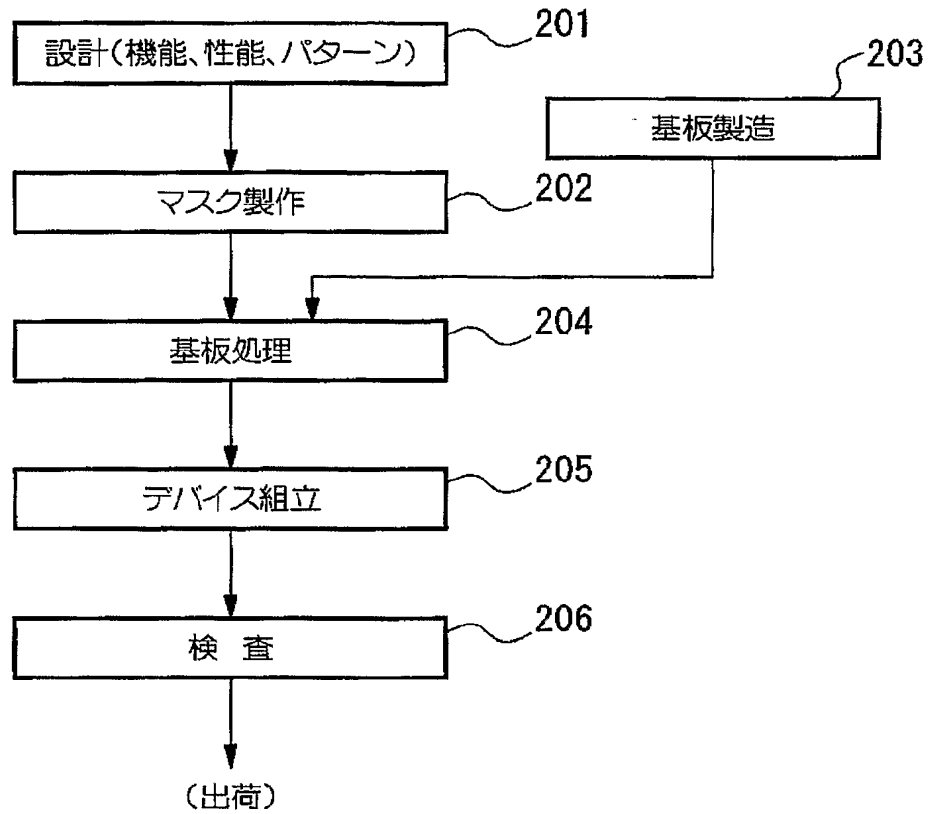 設計(機能、性能、パターン)
201
基板製造
203
マスク製作
202
基板処理
204
デバイス組立
205
検 査
206
(出荷)